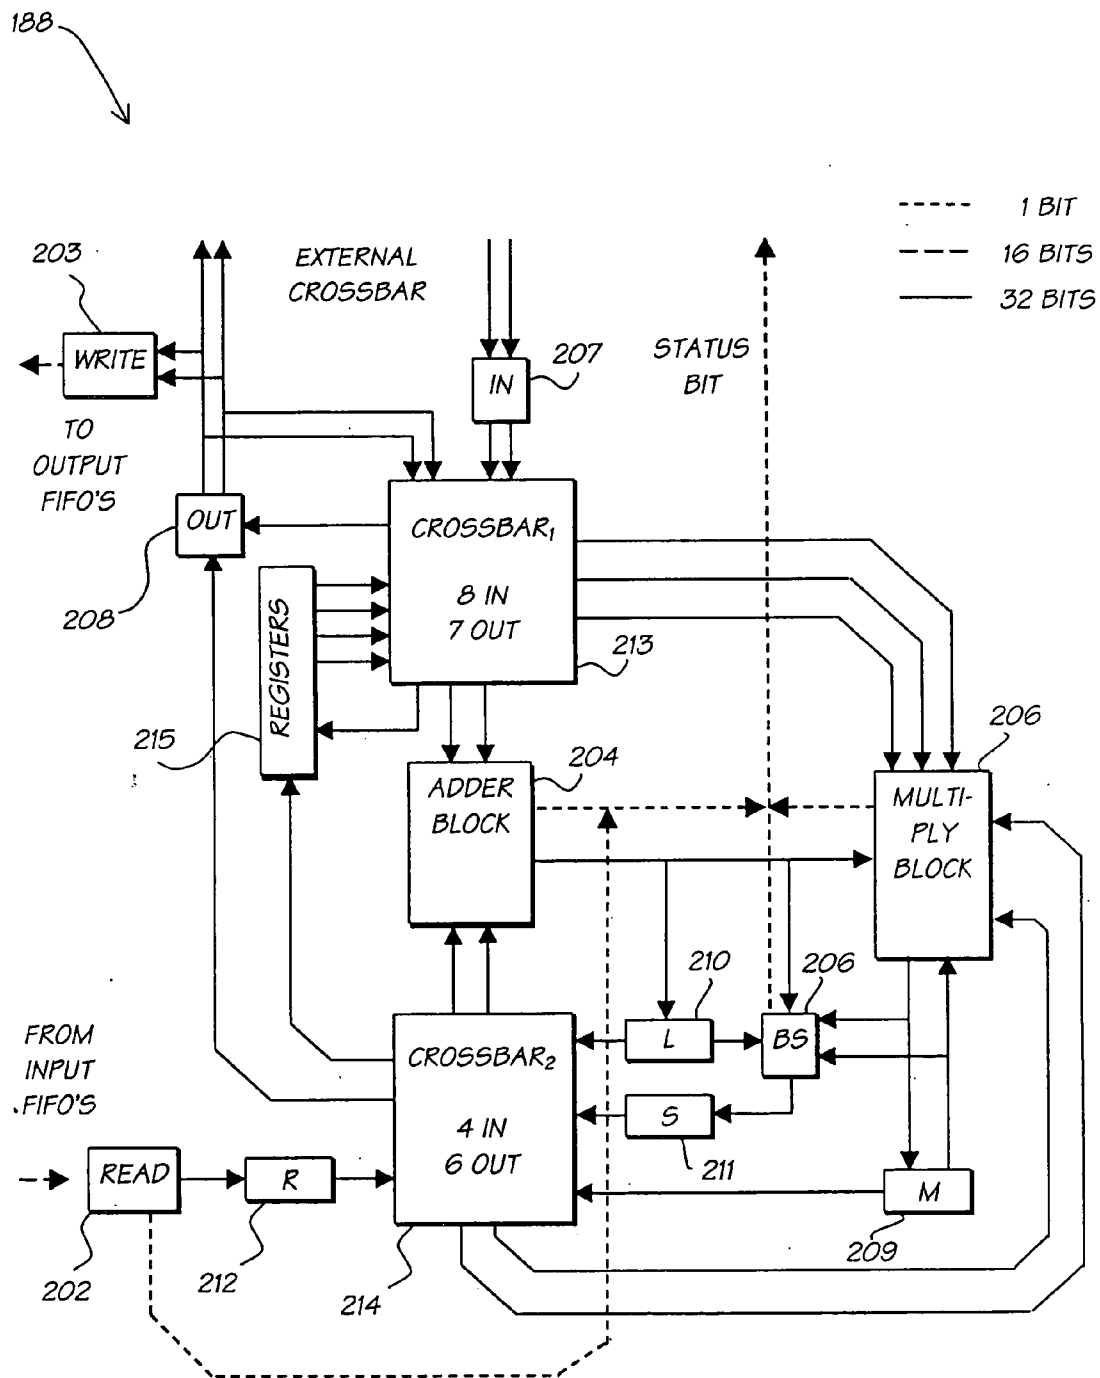 188
1 BIT
16 BITS
32 BITS
203
EXTERNAL
CROSSBAR
WRITE
IN
207
STATUS
BIT
TO
OUTPUT
FIFO'S
OUT
208
CROSSBAR1
8 IN
7 OUT
213
REGISTERS
215
206
204
ADDER
BLOCK
MULTI-
PLY
BLOCK
210
206
L
BS
FROM
INPUT
FIFO'S
CROSSBAR2
4 IN
6 OUT
S
211
READ
R
M
202
212
214
209